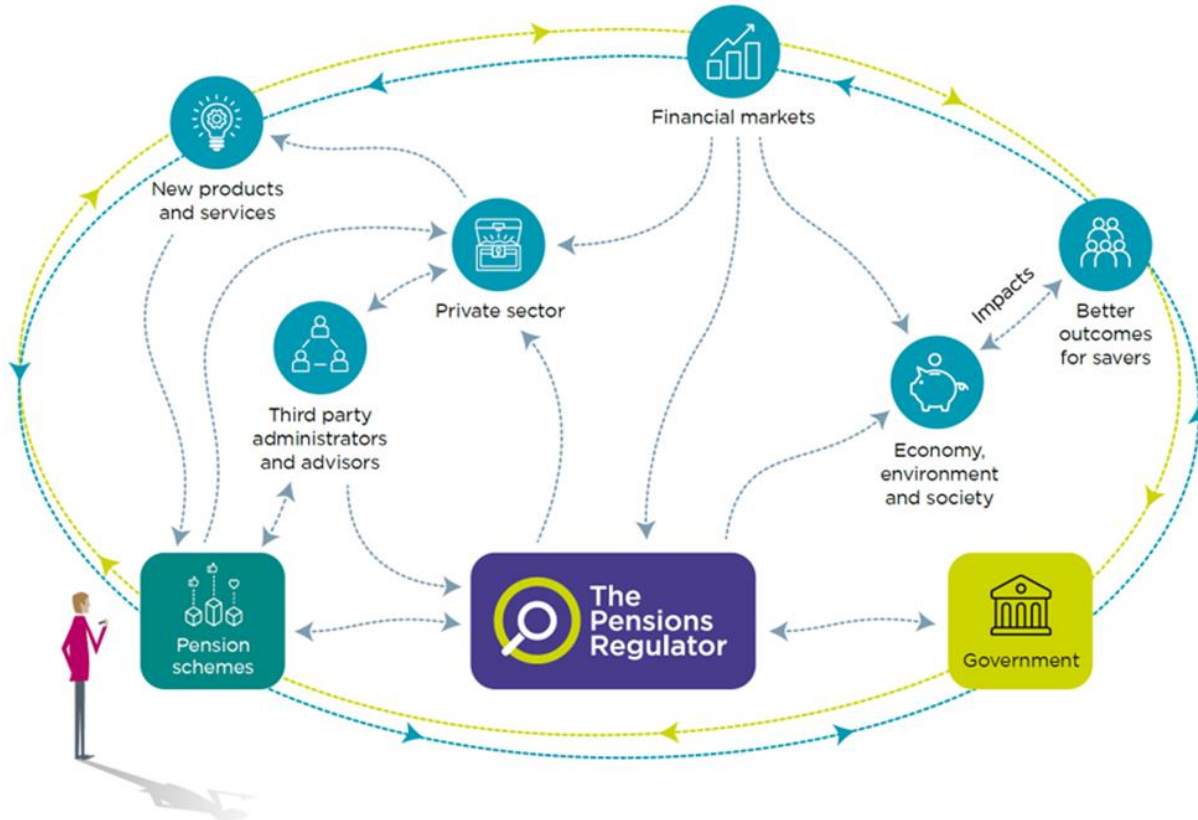 Financial markets
New products
and services
Private sector
Impacts
Better
outcomes
for savers
Third party
administrators
and advisors
Economy,
environment
and society
Pension
schemes
The
Pensions
Regulator
Government